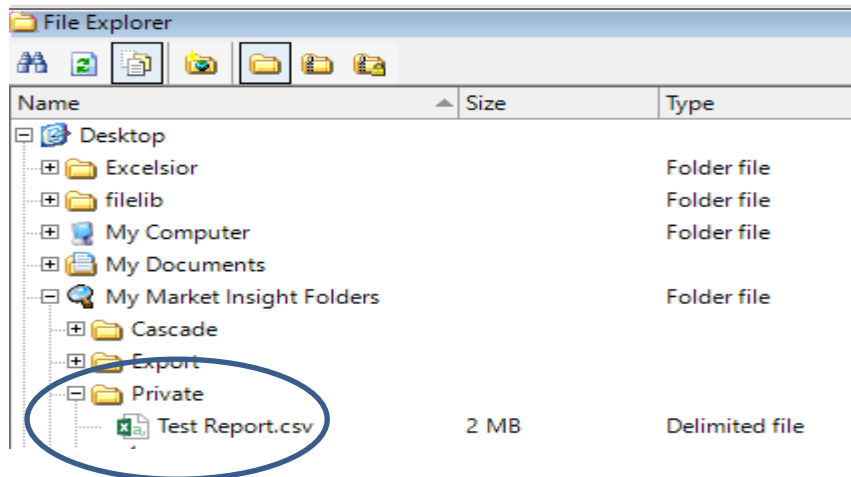 File Explorer
Name Size Type
Desktop
Excelsior Folder file
filelib Folder file
My Computer Folder file
My Documents
My Market Insight Folders Folder file
Cascade
Export
Private
Test Report.csv 2 MB Delimited file